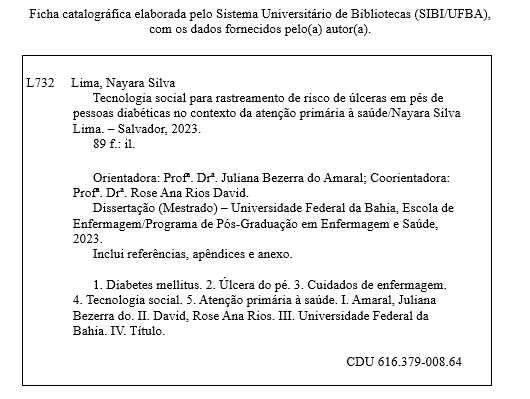 Ficha catalográfica elaborada pelo Sistema Universitário de Bibliotecas (SIBI/UFBA),
com os dados fornecidos pelo(a) autor(a).
L732 Lima, Nayara Silva
Tecnologia social para rastreamento de risco de úlceras em pés de
pessoas diabéticas no contexto da atenção primária à saúde/Nayara Silva
Lima. – Salvador, 2023.
89 f.: il.
Orientadora: Profª. Drª. Juliana Bezerra do Amaral; Coorientadora:
Profª. Drª. Rose Ana Rios David.
Dissertação (Mestrado) – Universidade Federal da Bahia, Escola de
Enfermagem/Programa de Pós-Graduação em Enfermagem e Saúde,
2023.
Inclui referências, apêndices e anexo.
1. Diabetes mellitus. 2. Úlcera do pé. 3. Cuidados de enfermagem.
4. Tecnologia social. 5. Atenção primária à saúde. I. Amaral, Juliana
Bezerra do. II. David, Rose Ana Rios. III. Universidade Federal da
Bahia. IV. Título.
CDU 616.379-008.64